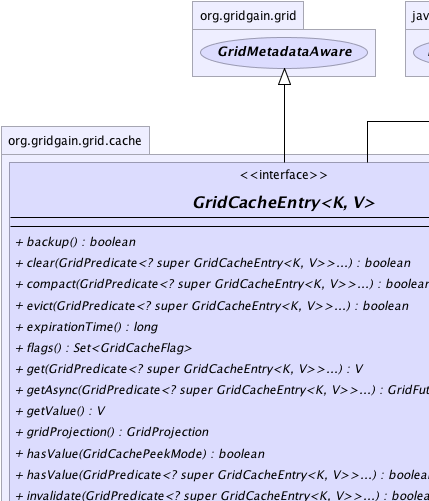 org.gridgain.grid
jav
GridMetadataAware
org.gridgain.grid.cache
<<interface>>
GridCacheEntry<K, V>
+ backup() : boolean
+ clear(GridPredicate<? super GridCacheEntry<K, V>>...) : boolean
+ compact(GridPredicate<? super GridCacheEntry<K, V>>...) : boolean
+ evict(GridPredicate<? super GridCacheEntry<K, V>>...) : boolean
+ expirationTime() : long
+ flags() : Set<GridCacheFlag>
+ get(GridPredicate<? super GridCacheEntry<K, V>>...) : V
+ getAsync(GridPredicate<? super GridCacheEntry<K, V>>...) : GridFut
+ getValue() : V
+ gridProjection() : GridProjection
+ hasValue(GridCachePeekMode) : boolean
+ hasValue(GridPredicate<? super GridCacheEntry<K, V>>...) : boolean
+ invalidate(GridPredicate<? super GridCacheEntry<K, V>>...) : boolea